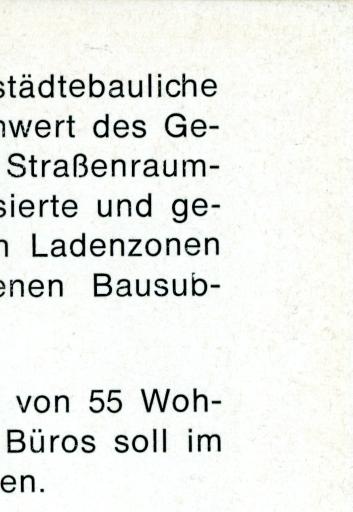 städtebauliche
nwert des Ge-
Straßenraum-
sierte und ge-
n Ladenzonen
enen Bausub-
von 55 Woh-
Büros soll im
en.